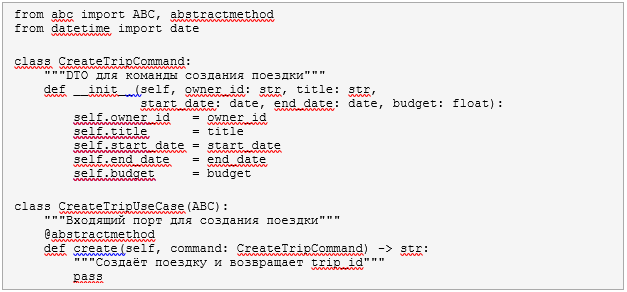 from abc import ABC, abstractmethod
from datetime import date

class CreateTripCommand:
    """DTO для команды создания поездки"""
    def __init__(self, owner_id: str, title: str,
                 start_date: date, end_date: date, budget: float):
        self.owner_id   = owner_id
        self.title      = title
        self.start_date = start_date
        self.end_date   = end_date
        self.budget     = budget

class CreateTripUseCase(ABC):
    """Входящий порт для создания поездки"""
    @abstractmethod
    def create(self, command: CreateTripCommand) -> str:
        """Создаёт поездку и возвращает trip_id"""
        pass